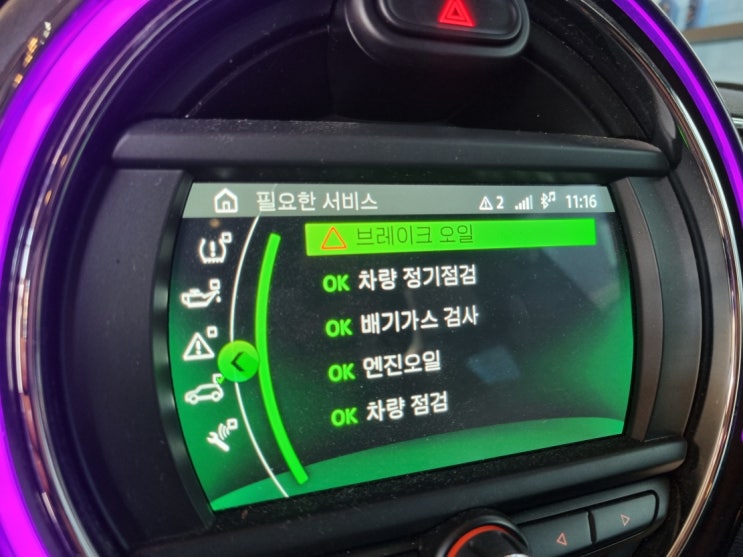 필요한 서비스 2 11:16
브레이크 오일
OK 차량 정기점검
OK 배기가스 검사
OK 엔진오일
OK 차량 점검